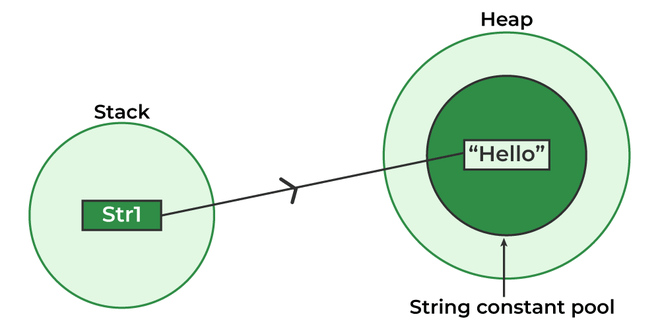 Heap
Stack
“Hello”
Str1
String constant pool